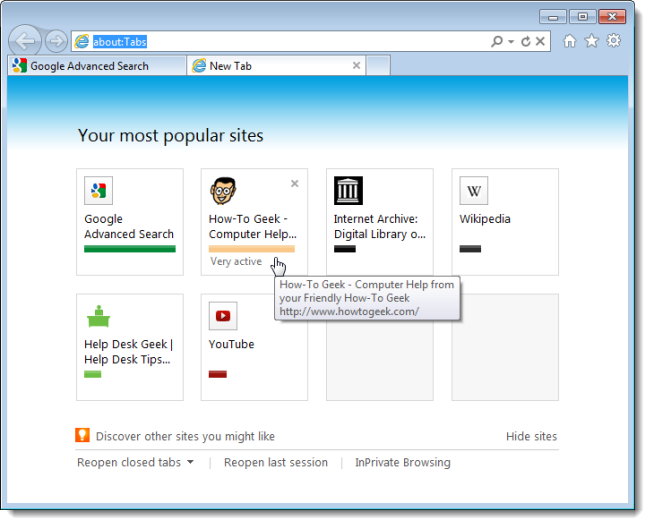 about:Tabs
Google Advanced Search
New Tab
Your most popular sites
Google
Advanced Search
How-To Geek -
Computer Help...
Very active
Internet Archive:
Digital Library o...
W
Wikipedia
How-To Geek - Computer Help from
your Friendly How-To Geek
http://www.howtogeek.com/
Help Desk Geek |
Help Desk Tips...
YouTube
Discover other sites you might like
Hide sites
Reopen closed tabs
Reopen last session
InPrivate Browsing